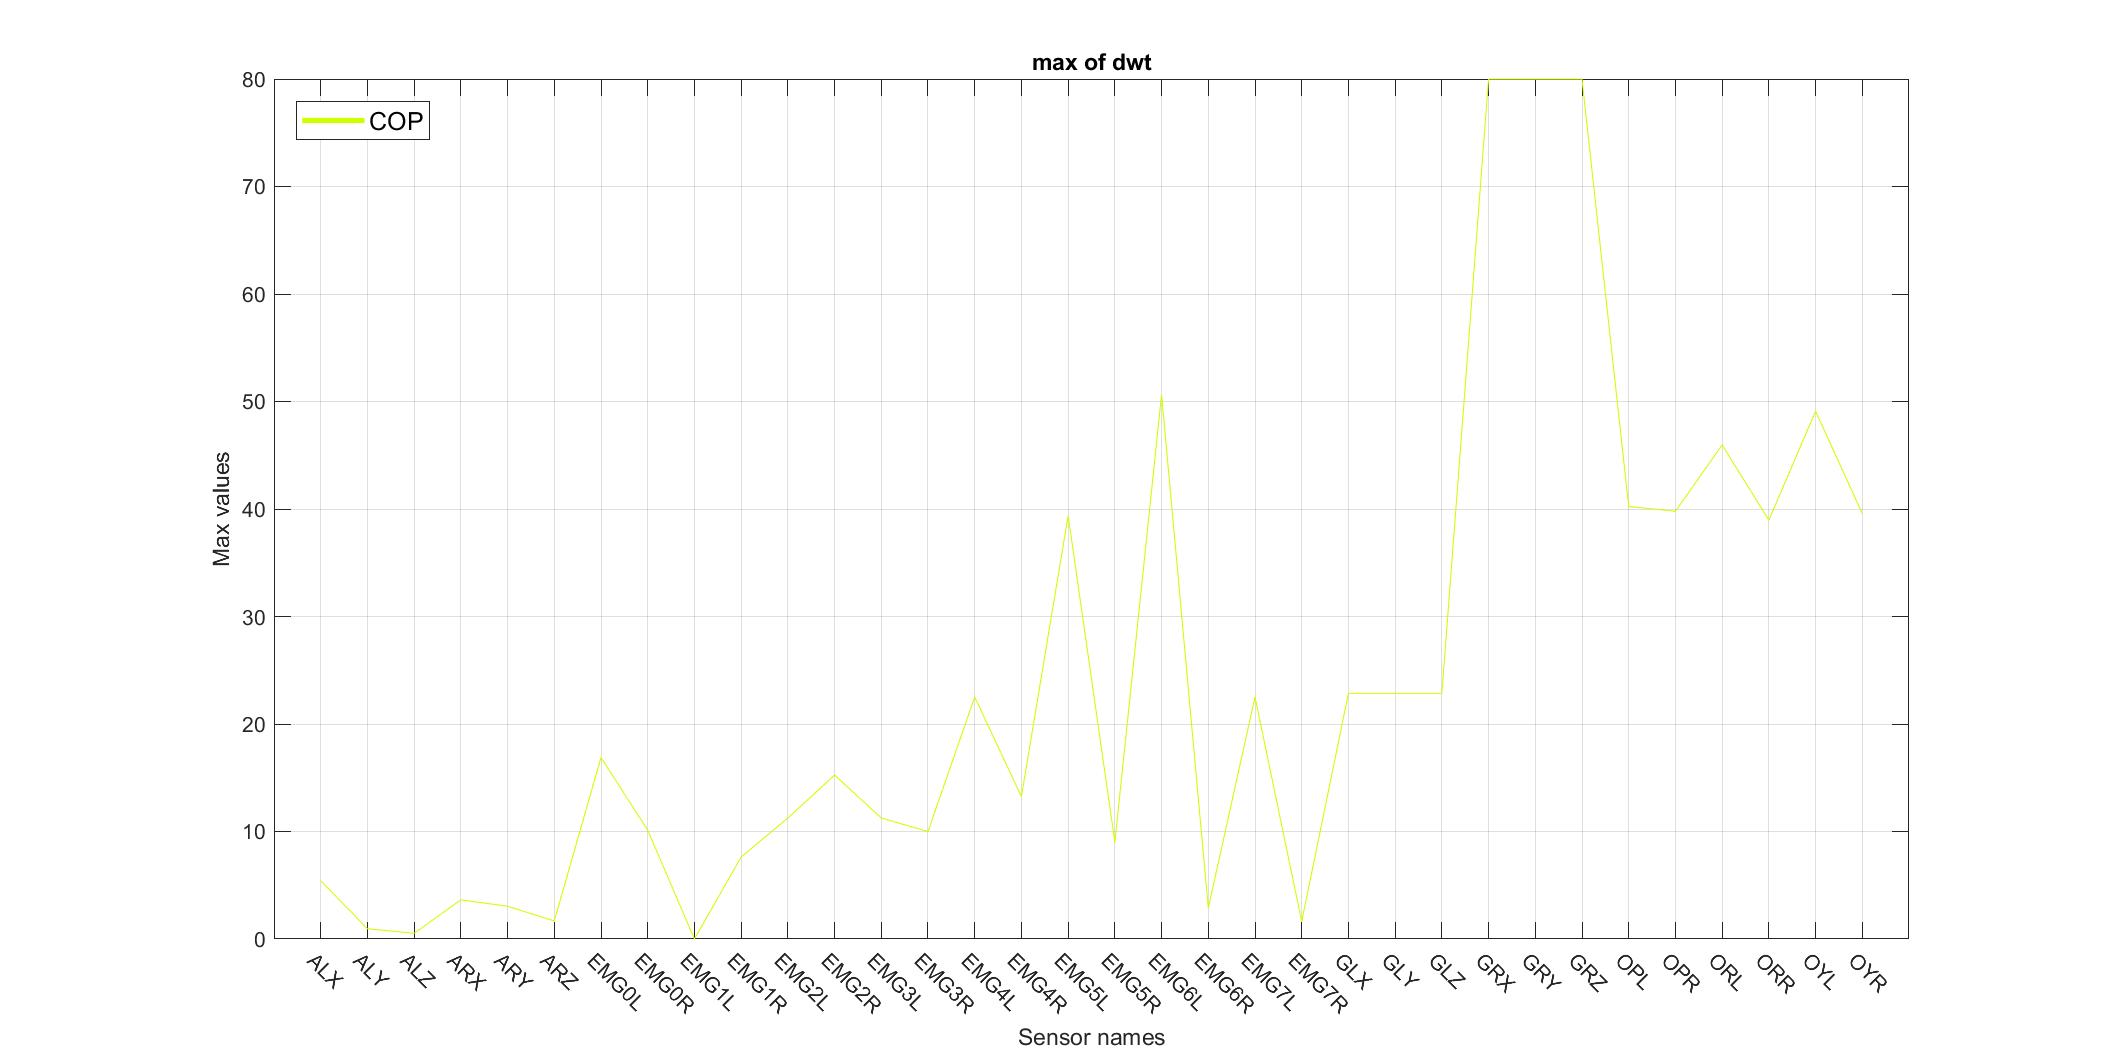 max of dwt
COP
80
70
60
50
40
30
20
10
0
Max values
ALX ALY ALZ ARX ARY ARZ EMG0L EMG0R EMG1L EMG1R EMG2L EMG2R EMG3L EMG3R EMG4L EMG4R EMG5L EMG5R EMG6L EMG6R EMG7L EMG7R GLX GLY GLZ GRX GRY GRZ OPL OPR ORL ORR OYL OYR
Sensor names